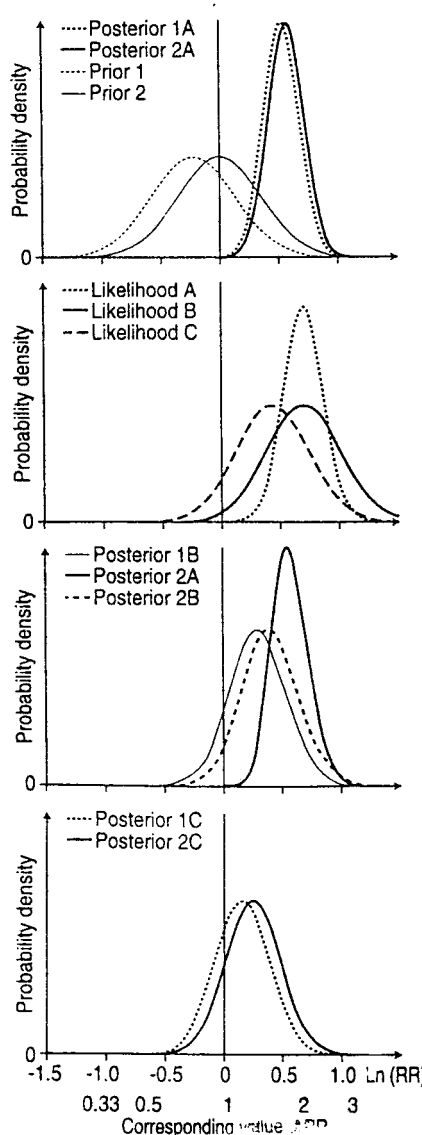 Posterior 1A
Posterior 2A
Prior 1
Prior 2
Probability density
0
Likelihood A
Likelihood B
Likelihood C
Probability density
0
Posterior 1B
Posterior 2A
Posterior 2B
Probability density
0
Posterior 1C
Posterior 2C
Probability density
0
-1.5 -1.0 -0.5 0 0.5 1.0 Ln (RR)
0.33 0.5 1 2 3
Corresponding